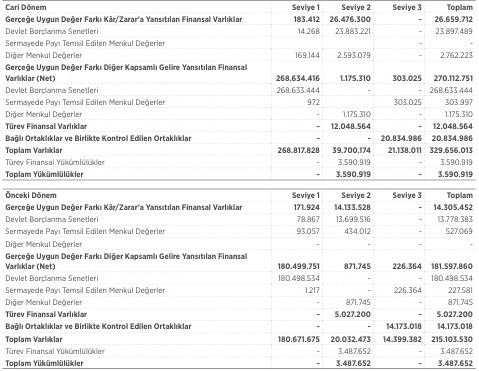 Cari Dönem Seviye 1 Seviye 2 Seviye 3 Toplam
Gerçeğe Uygun Değer Farkı Kâr/Zarar'a Yansıtılan Finansal Varlıklar 183.412 26.476.300 - 26.659.712
Devlet Borçlanma Senetleri 14.268 23.883.221 - 23.897.489
Sermayede Payı Temsil Edilen Menkul Değerler - -
Diğer Menkul Değerler 169.144 2.593.079 - 2.762.223
Gerçeğe Uygun Değer Farkı Diğer Kapsamlı Gelire Yansıtılan Finansal
Varlıklar (Net) 268.634.416 1.175.310 303.025 270.112.751
Devlet Borçlanma Senetleri 268.633.444 - - 268.633.444
Sermayede Payı Temsil Edilen Menkul Değerler 972 303.025 303.997
Diğer Menkul Değerler - 1.175.310 - 1.175.310
Türev Finansal Varlıklar - 12.048.564 - 12.048.564
Bağlı Ortaklıklar ve Birlikte Kontrol Edilen Ortaklıklar - - 20.834.986 20.834.986
Toplam Varlıklar 268.817.828 39.700.174 21.138.011 329.656.013
Türev Finansal Yükümlülükler - 3.590.919 - 3.590.919
Toplam Yükümlülükler - 3.590.919 - 3.590.919
Önceki Dönem Seviye 1 Seviye 2 Seviye 3 Toplam
Gerçeğe Uygun Değer Farkı Kâr/Zarar'a Yansıtılan Finansal Varlıklar 171.924 14.133.528 - 14.305.452
Devlet Borçlanma Senetleri 78.867 13.699.516 - 13.778.383
Sermayede Payı Temsil Edilen Menkul Değerler 93.057 434.012 - 527.069
Diğer Menkul Değerler - - - -
Gerçeğe Uygun Değer Farkı Diğer Kapsamlı Gelire Yansıtılan Finansal
Varlıklar (Net) 180.499.751 871.745 226.364 181.597.860
Devlet Borçlanma Senetleri 180.498.534 - - 180.498.534
Sermayede Payı Temsil Edilen Menkul Değerler 1.217 - 226.364 227.581
Diğer Menkul Değerler - 871.745 - 871.745
Türev Finansal Varlıklar - 5.027.200 - 5.027.200
Bağlı Ortaklıklar ve Birlikte Kontrol Edilen Ortaklıklar - - 14.173.018 14.173.018
Toplam Varlıklar 180.671.675 20.032.473 14.399.382 215.103.530
Türev Finansal Yükümlülükler - 3.487.652 - 3.487.652
Toplam Yükümlülükler - 3.487.652 - 3.487.652